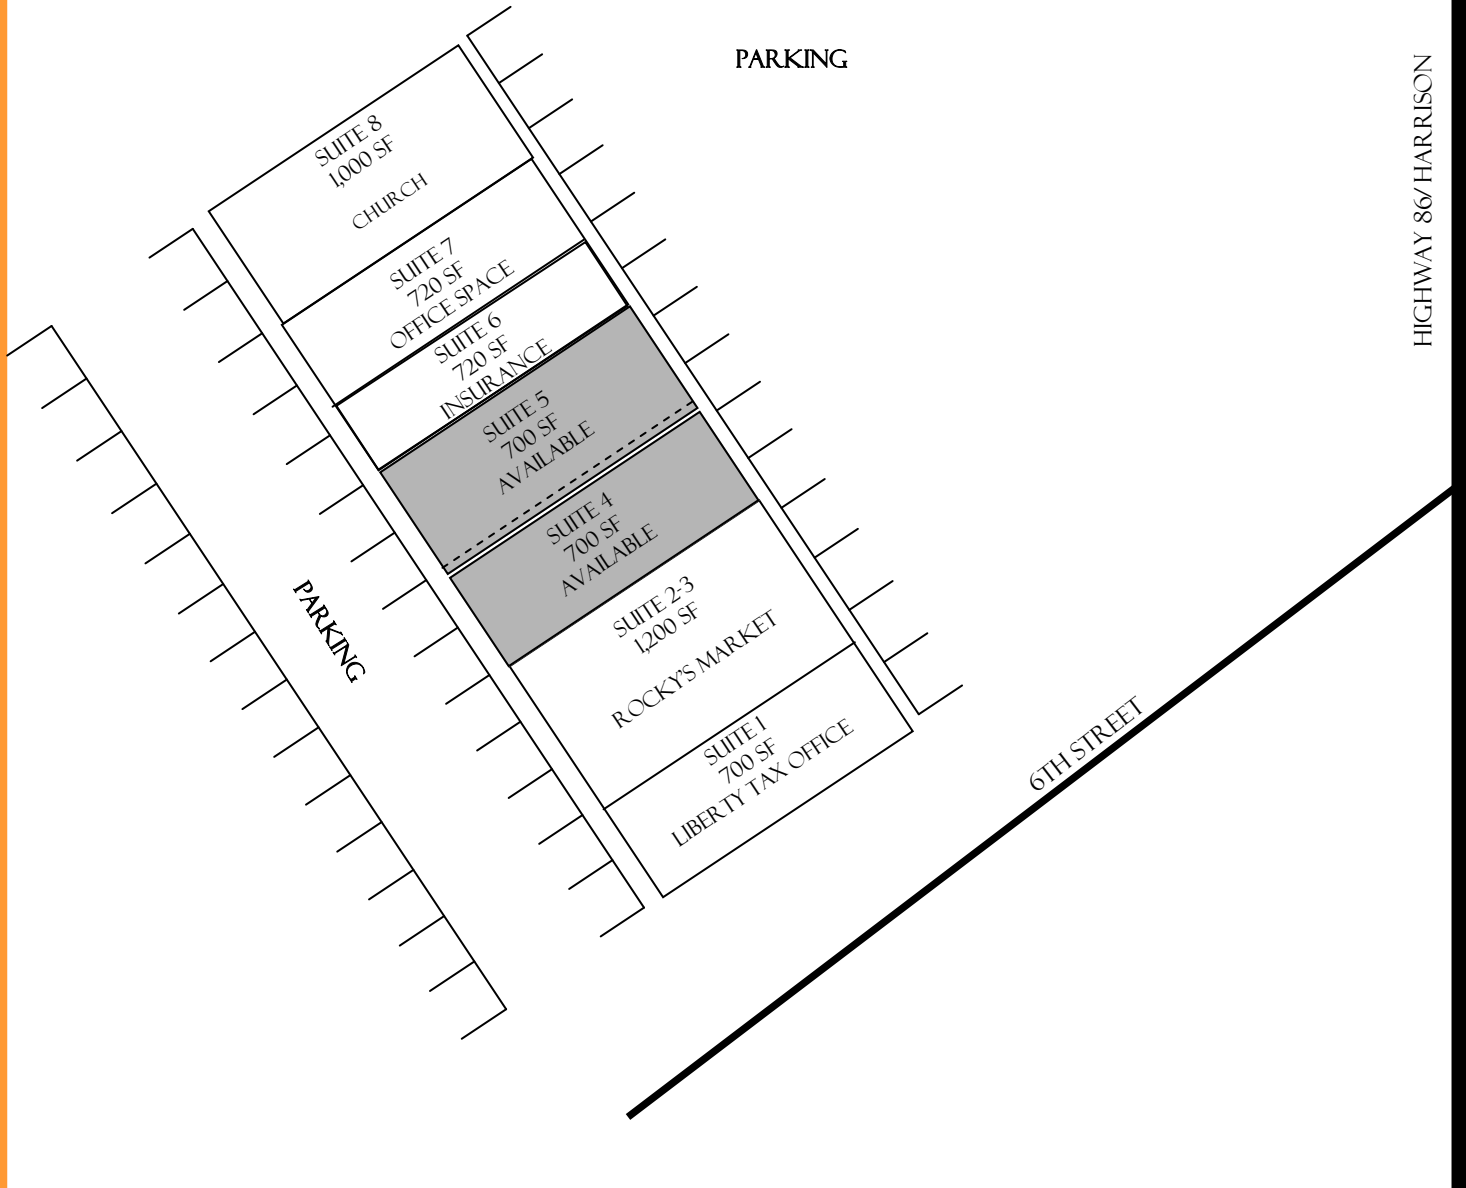 PARKING
HIGHWAY 86/HARRISON
SUITE 8
1,000 SF
CHURCH
SUITE 7
720 SF
OFFICE SPACE
SUITE 6
720 SF
INSURANCE
SUITE 5
700 SF
AVAILABLE
SUITE 4
700 SF
AVAILABLE
SUITE 2-3
1,200 SF
ROCKY'S MARKET
SUITE 1
700 SF
LIBERTY TAX OFFICE
PARKING
6TH STREET